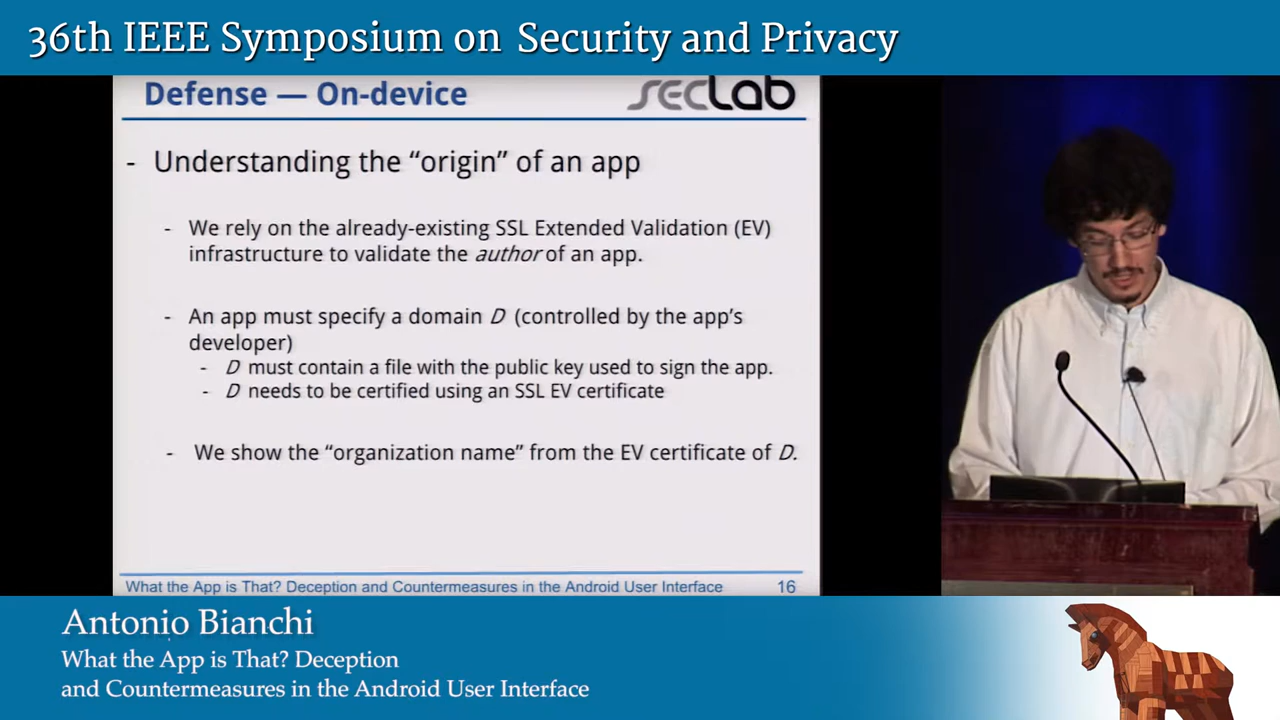 36th IEEE Symposium on Security and Privacy
Defense — On-device
secLab
- Understanding the “origin” of an app
- We rely on the already-existing SSL Extended Validation (EV)
infrastructure to validate the author of an app.
- An app must specify a domain D (controlled by the app’s
developer)
- D must contain a file with the public key used to sign the app.
- D needs to be certified using an SSL EV certificate
- We show the “organization name” from the EV certificate of D.
What the App is That? Deception and Countermeasures in the Android User Interface 16
Antonio Bianchi
What the App is That? Deception
and Countermeasures in the Android User Interface